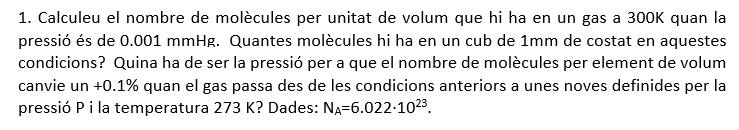 1. Calculeu el nombre de molècules per unitat de volum que hi ha en un gas a 300K quan la
pressió és de 0.001 mmHg. Quantes molècules hi ha en un cub de 1mm de costat en aquestes
condicions? Quina ha de ser la pressió per a que el nombre de molècules per element de volum
canvie un +0.1% quan el gas passa des de les condicions anteriors a unes noves definides per la
pressió P i la temperatura 273 K? Dades: N_A=6.022·10²³.